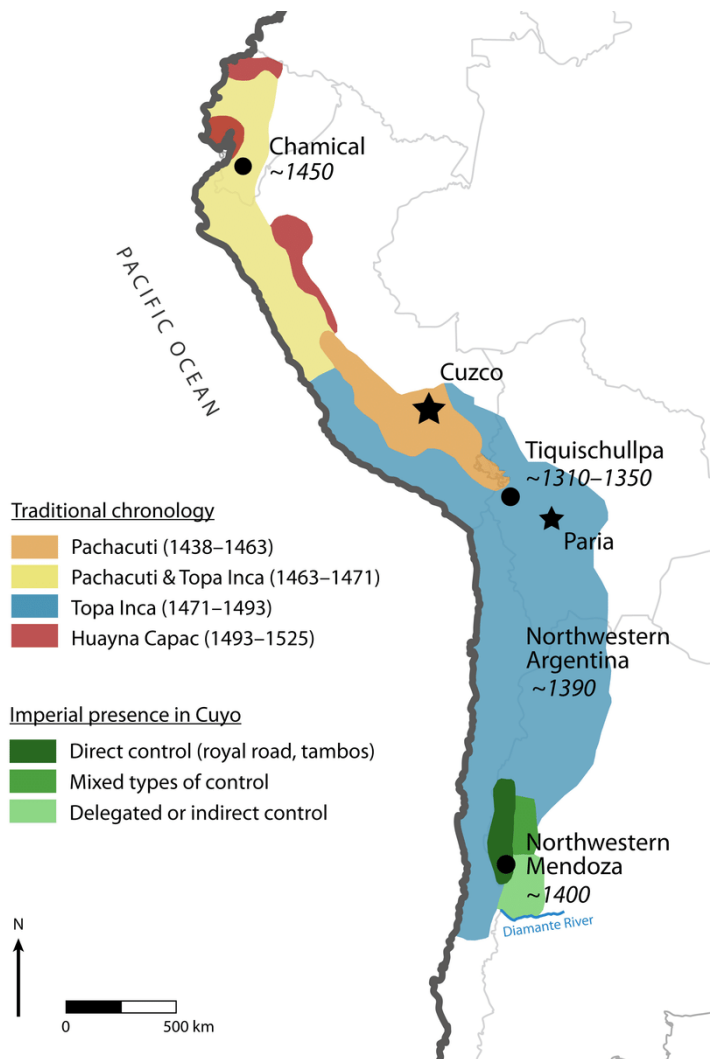 Chamical
~1450
PACIFIC OCEAN
Cuzco
Tiquischullpa
~1310–1350
Paria
Traditional chronology
Pachacuti (1438–1463)
Pachacuti & Topa Inca (1463–1471)
Topa Inca (1471–1493)
Huayna Capac (1493–1525)
Northwestern
Argentina
~1390
Imperial presence in Cuyo
Direct control (royal road, tambos)
Mixed types of control
Delegated or indirect control
Northwestern
Mendoza
~1400
Diamante River
N
0 500 km